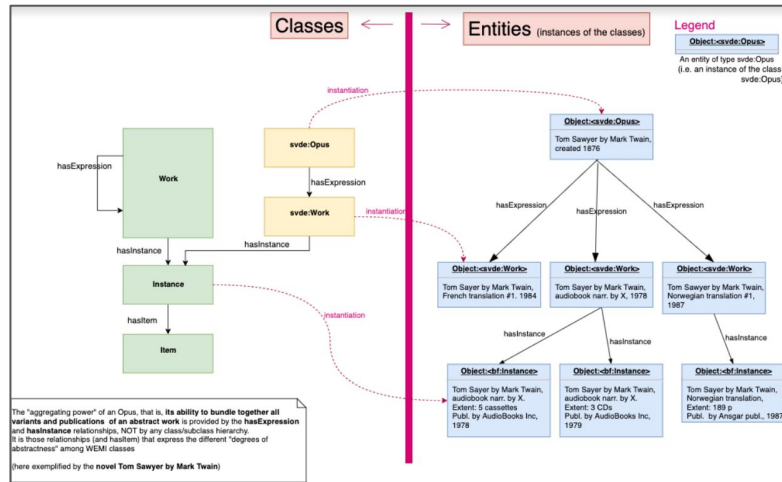 Classes
Entities (instances of the classes)
Legend
Object:<svde:Opus>
An entity of type svde:Opus
(i.e. an instance of the class
svde:Opus)
instantiation
svde:Opus
hasExpression
svde:Work
hasExpression
Work
hasInstance
hasInstance
Instance
hasItem
Item
instantiation
instantiation
Object:<svde:Opus>
Tom Sawyer by Mark Twain,
created 1876
hasExpression
hasExpression
hasExpression
Object:<svde:Work>
Tom Sayer by Mark Twain,
French translation #1. 1984
Object:<svde:Work>
Tom Sayer by Mark Twain,
audiobook narr. by X, 1978
Object:<svde:Work>
Tom Sawyer by Mark Twain,
Norwegian translation #1,
1987
hasInstance
hasInstance
Object:<bf:Instance>
Tom Sayer by Mark Twain,
audiobook narr. by X.
Extent: 5 cassettes
Publ. by AudioBooks Inc,
1978
Object:<bf:Instance>
Tom Sayer by Mark Twain,
audiobook narr. by X.
Extent: 3 CDs
Publ. by AudioBooks Inc,
1979
Object:<bf:Instance>
Tom Sayer by Mark Twain,
Norwegian translation,
Extent: 189 p
Publ. by Ansgar publ., 1987
The "aggregating power" of an Opus, that is, its ability to bundle together all
variants and publications of an abstract work is provided by the hasExpression
and hasInstance relationships, NOT by any class/subclass hierarchy.
It is those relationships (and hasItem) that express the different "degrees of
abstractness" among WEMI classes
(here exemplified by the novel Tom Sawyer by Mark Twain)